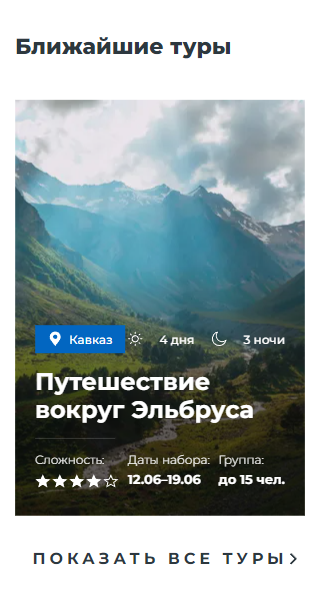 Ближайшие туры
Кавказ 4 дня 3 ночи
Путешествие
вокруг Эльбруса
Сложность: Даты набора: Группа:
12.06–19.06 до 15 чел.
ПОКАЗАТЬ ВСЕ ТУРЫ